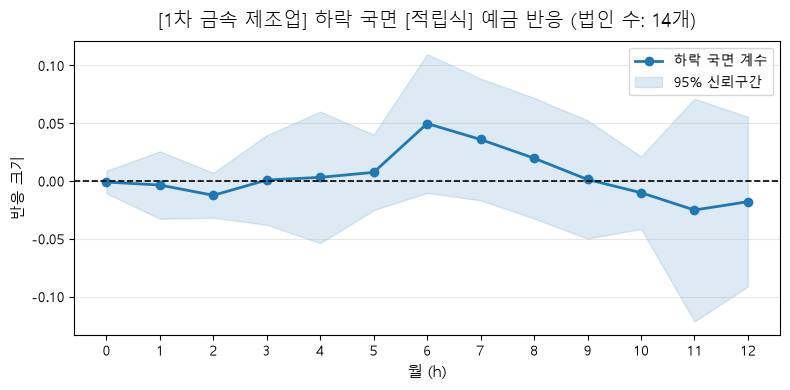 [1차 금속 제조업] 하락 국면 [적립식] 예금 반응 (법인 수: 14개)
하락 국면 계수
95% 신뢰구간
반응 크기
0.10
0.05
0.00
-0.05
-0.10
0 1 2 3 4 5 6 7 8 9 10 11 12
월 (h)